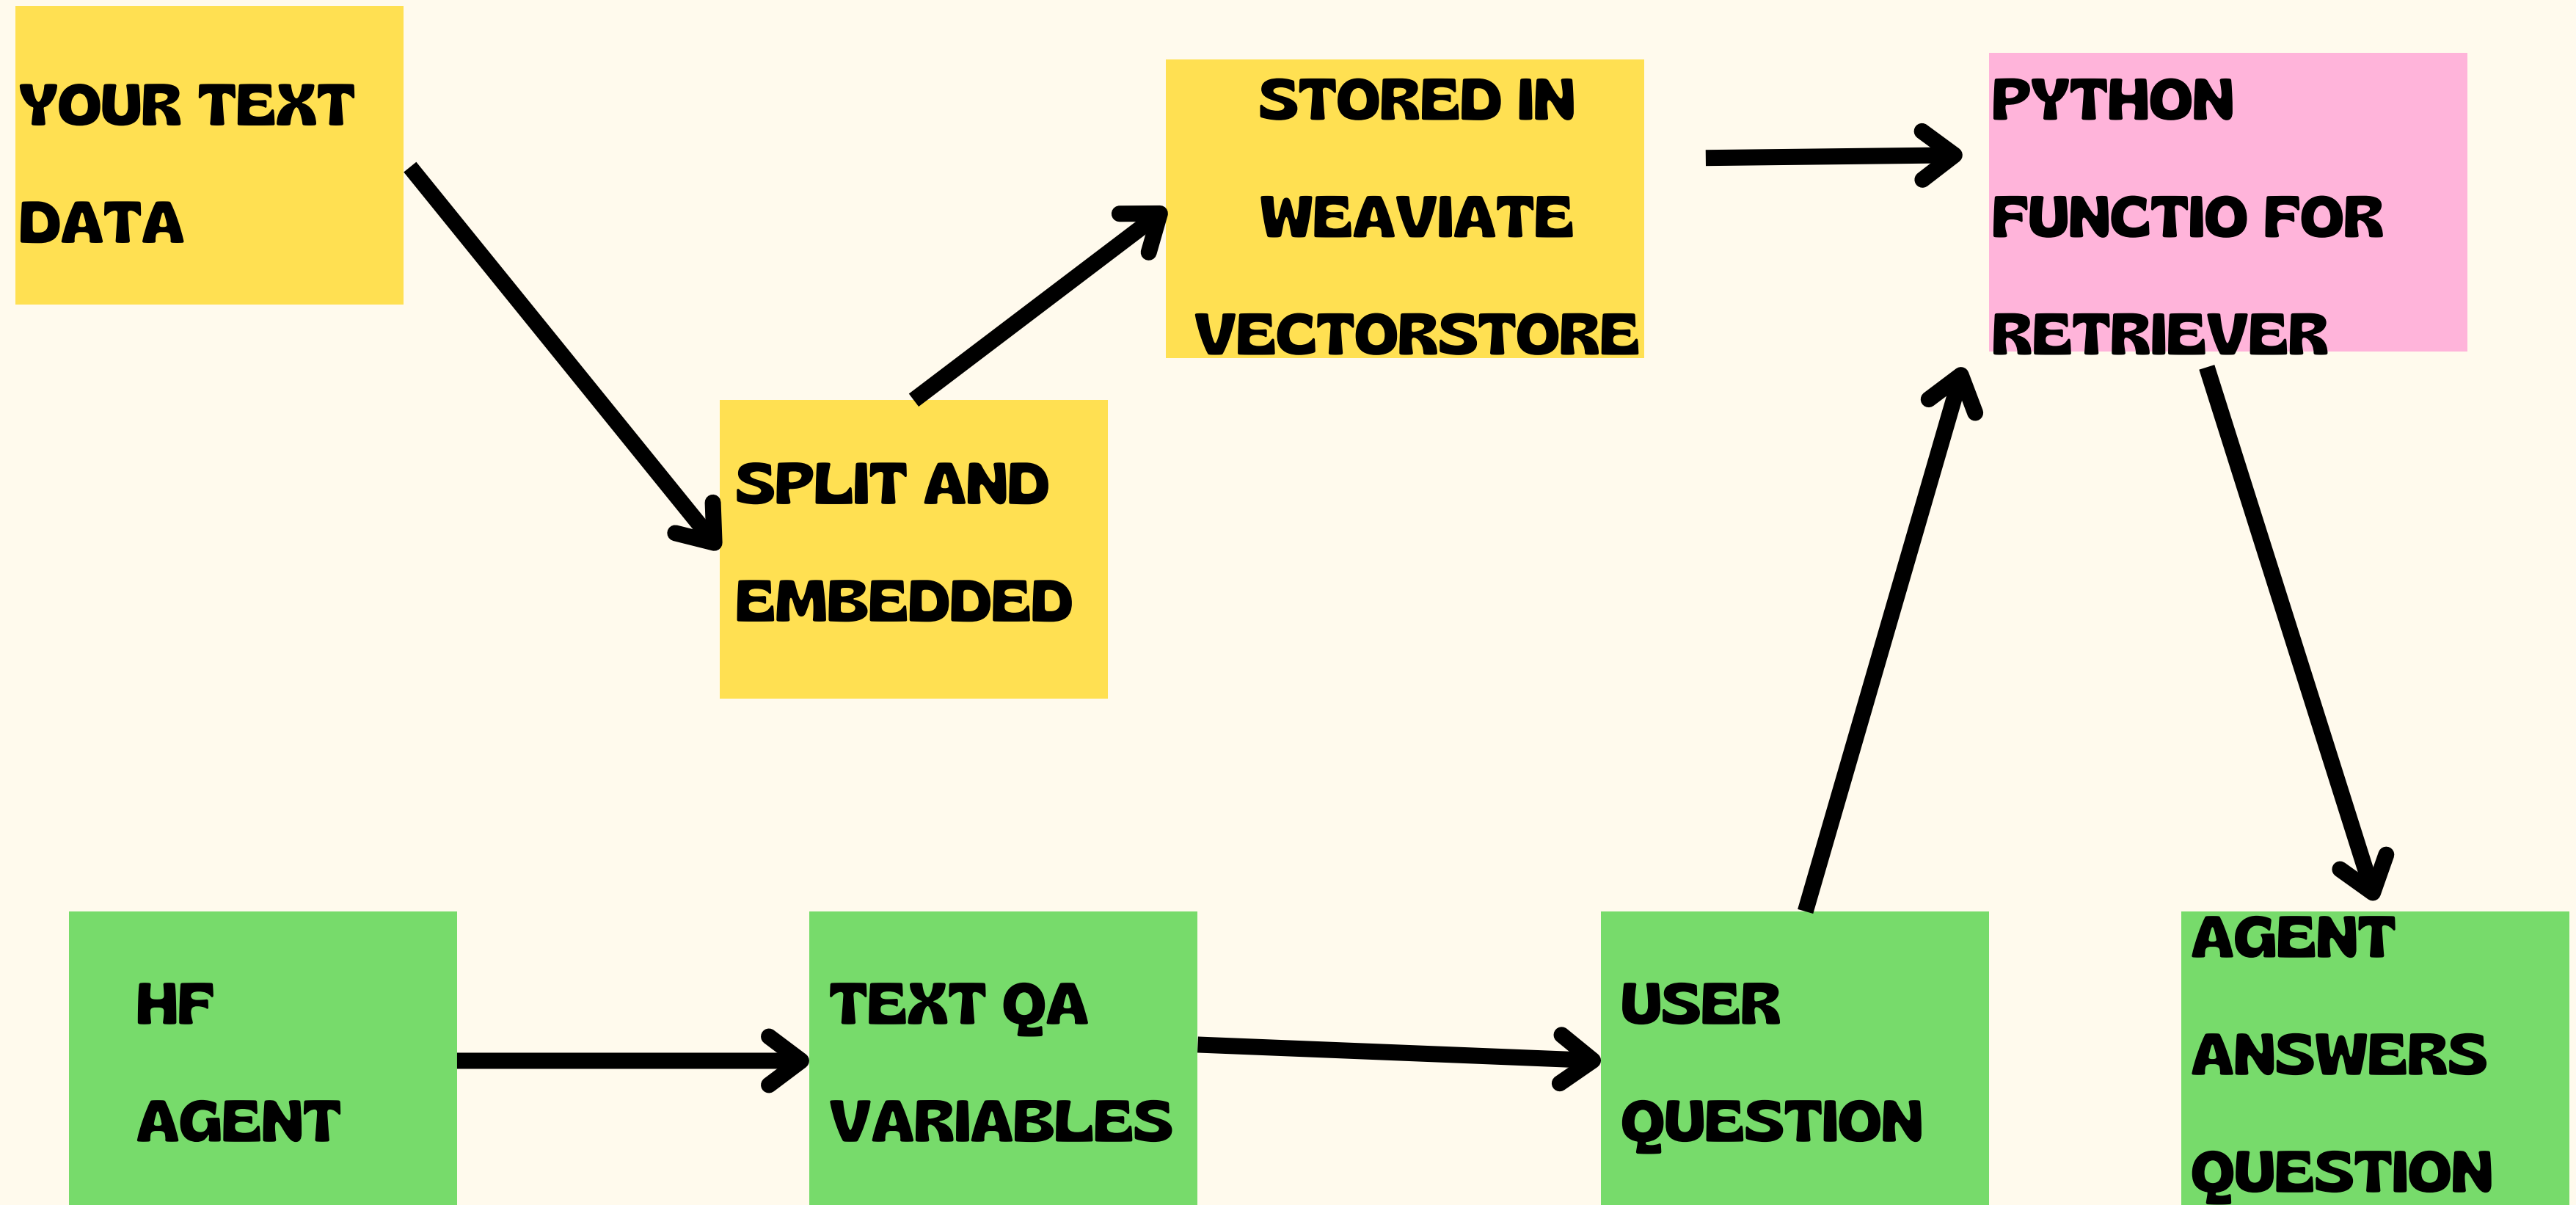 YOUR TEXT
DATA
SPLIT AND
EMBEDDED
STORED IN
WEAVIATE
VECTORSTORE
PYTHON
FUNCTIO FOR
RETRIEVER
HF
AGENT
TEXT QA
VARIABLES
USER
QUESTION
AGENT
ANSWERS
QUESTION